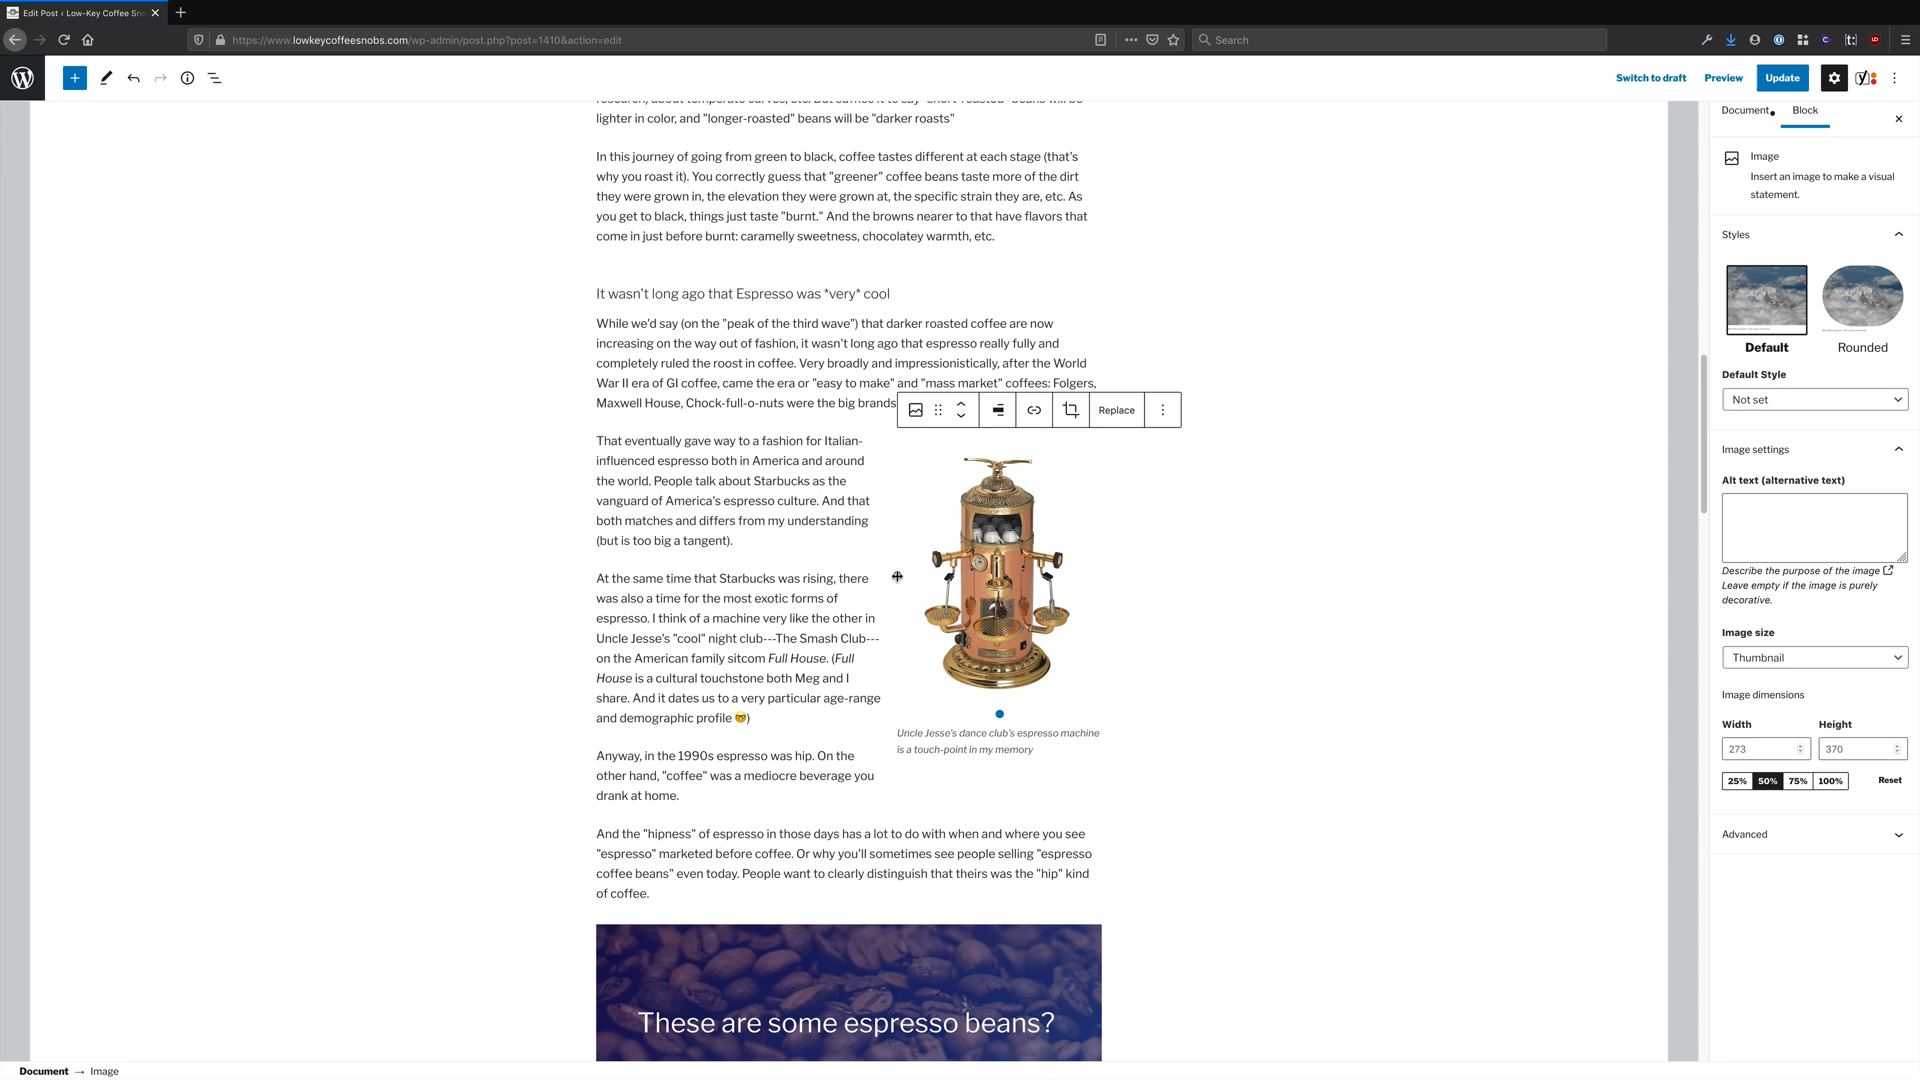 Edit Post ‹ Low-Key Coffee Sno
https://www.lowkeycoffeesnobs.com/wp-admin/post.php?post=1410&action=edit
Search
Switch to draft
Preview
Update
lighter in color, and "longer-roasted" beans will be "darker roasts"
In this journey of going from green to black, coffee tastes different at each stage (that's
why you roast it). You correctly guess that "greener" coffee beans taste more of the dirt
they were grown in, the elevation they were grown at, the specific strain they are, etc. As
you get to black, things just taste "burnt." And the browns nearer to that have flavors that
come in just before burnt: caramelly sweetness, chocolatey warmth, etc.
It wasn't long ago that Espresso was *very* cool
While we'd say (on the "peak of the third wave") that darker roasted coffee are now
increasing on the way out of fashion, it wasn't long ago that espresso really fully and
completely ruled the roost in coffee. Very broadly and impressionistically, after the World
War II era of GI coffee, came the era or "easy to make" and "mass market" coffees: Folgers,
Maxwell House, Chock-full-o-nuts were the big brands
Replace
That eventually gave way to a fashion for Italian-
influenced espresso both in America and around
the world. People talk about Starbucks as the
vanguard of America's espresso culture. And that
both matches and differs from my understanding
(but is too big a tangent).
At the same time that Starbucks was rising, there
was also a time for the most exotic forms of
espresso. I think of a machine very like the other in
Uncle Jesse's "cool" night club---The Smash Club---
on the American family sitcom Full House. (Full
House is a cultural touchstone both Meg and I
share. And it dates us to a very particular age-range
and demographic profile 🤓)
Uncle Jesse's dance club's espresso machine
is a touch-point in my memory
Anyway, in the 1990s espresso was hip. On the
other hand, "coffee" was a mediocre beverage you
drank at home.
And the "hipness" of espresso in those days has a lot to do with when and where you see
"espresso" marketed before coffee. Or why you'll sometimes see people selling "espresso
coffee beans" even today. People want to clearly distinguish that theirs was the "hip" kind
of coffee.
These are some espresso beans?
Document → Image
Document
Block
Image
Insert an image to make a visual
statement.
Styles
Default
Rounded
Default Style
Not set
Image settings
Alt text (alternative text)
Describe the purpose of the image
Leave empty if the image is purely
decorative.
Image size
Thumbnail
Image dimensions
Width
Height
273
370
25%
50%
75%
100%
Reset
Advanced